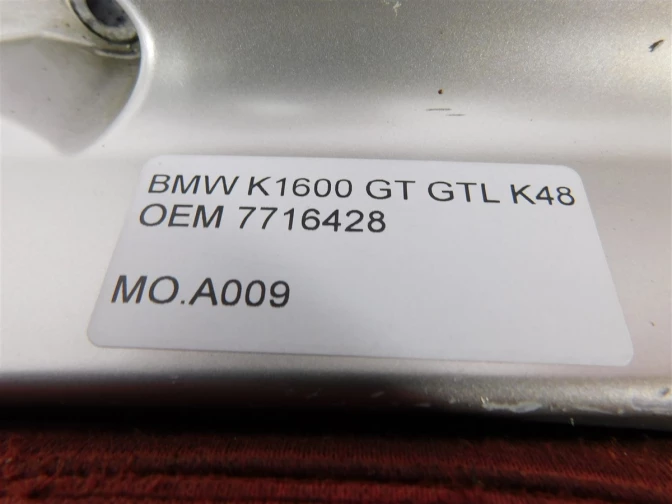 BMW K1600 GT GTL K48
OEM 7716428
MO.A009